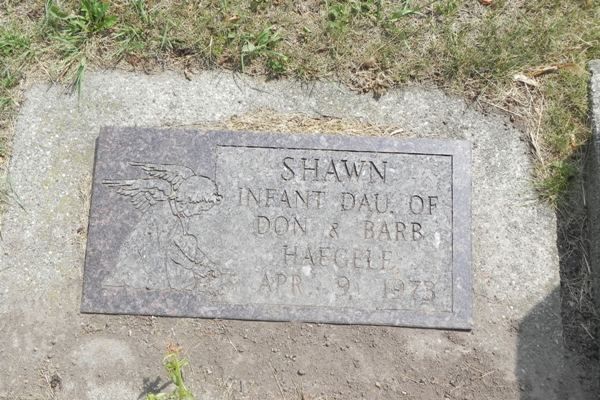 SHAWN
INFANT DAU. OF
DON & BARB
HAEGELE
APR 9, 1973